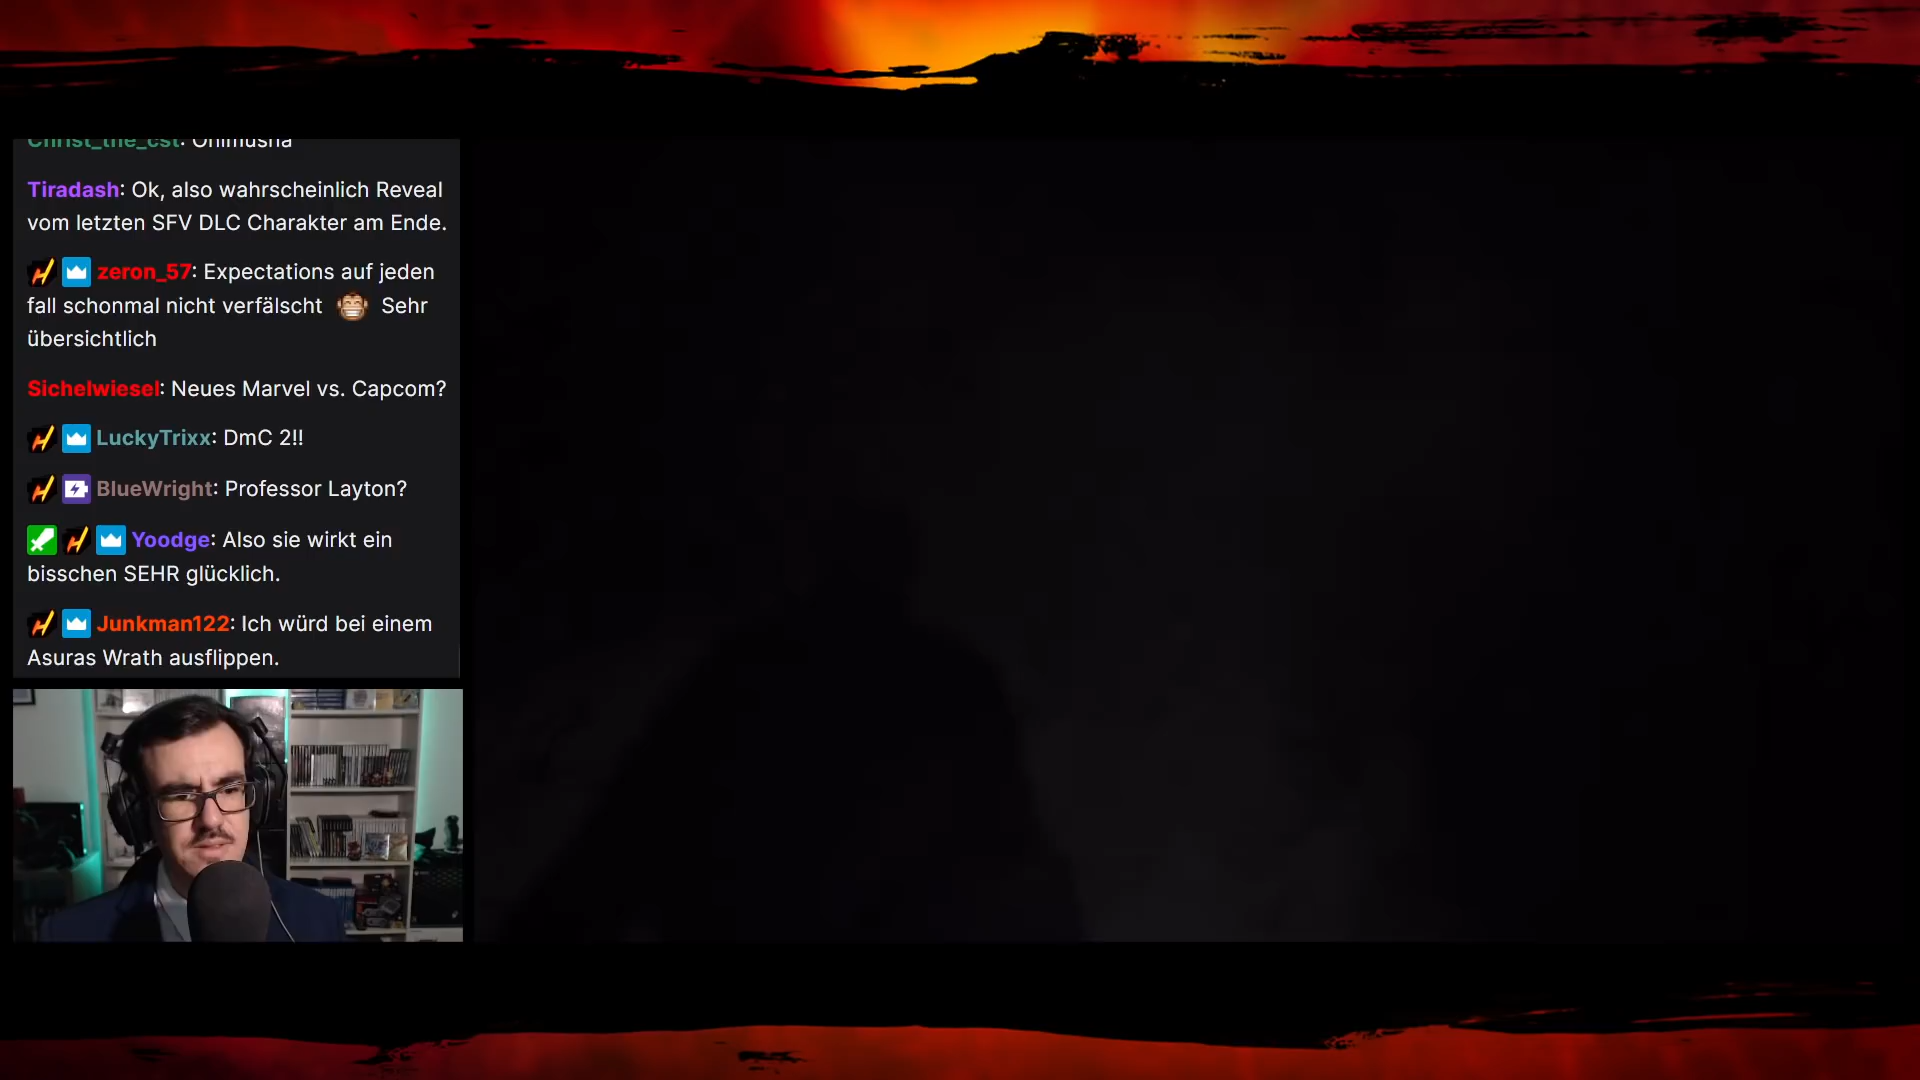 Christ_the_cst: Onimusha
Tiradash: Ok, also wahrscheinlich Reveal
vom letzten SFV DLC Charakter am Ende.
zeron_57: Expectations auf jeden
fall schonmal nicht verfälscht Sehr
übersichtlich
Sichelwiesel: Neues Marvel vs. Capcom?
LuckyTrixx: DmC 2!!
BlueWright: Professor Layton?
Yoodge: Also sie wirkt ein
bisschen SEHR glücklich.
Junkman122: Ich würd bei einem
Asuras Wrath ausflippen.